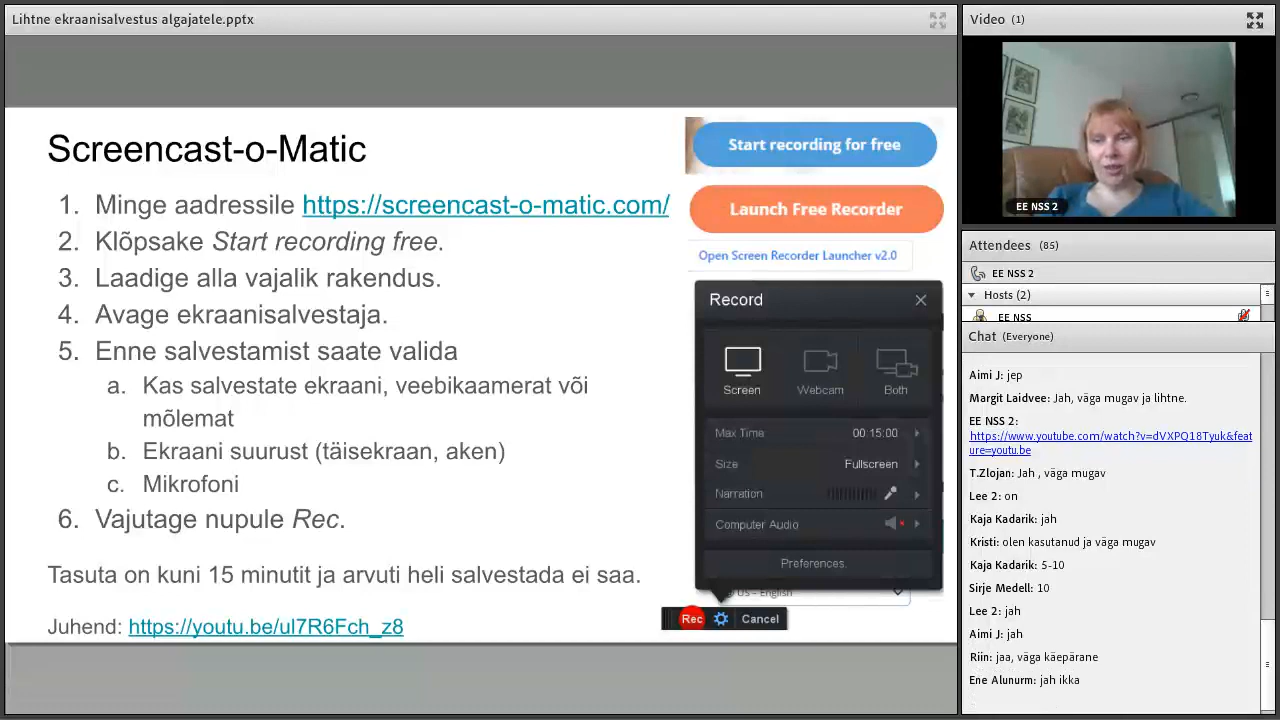 Lihtne ekraanisalvestus algajatele.pptx
Screencast-o-Matic
1. Minge aadressile https://screencast-o-matic.com/
2. Klõpsake Start recording free.
3. Laadige alla vajalik rakendus.
4. Avage ekraanisalvestaja.
5. Enne salvestamist saate valida
a. Kas salvestate ekraani, veebikaamerat või
mõlemat
b. Ekraani suurust (täisekraan, aken)
c. Mikrofoni
6. Vajutage nupule Rec.
Tasuta on kuni 15 minutit ja arvuti heli salvestada ei saa.
Juhend: https://youtu.be/ul7R6Fch_z8
Start recording for free
Launch Free Recorder
Open Screen Recorder Launcher v2.0
Record
Screen Webcam Both
Max Time 00:15:00
Size Fullscreen
Narration
Computer Audio
Preferences.
US - English
Rec Cancel
Video (1)
EE NSS 2
Attendees (85)
EE NSS 2
Hosts (2)
EE NSS
Chat (Everyone)
Aimi J: jep
Margit Laidvee: Jah, väga mugav ja lihtne.
EE NSS 2:
https://www.youtube.com/watch?v=dVXPQ18Tyuk&feat
ure=youtu.be
T.Zlojan: Jah , väga mugav
Lee 2: on
Kaja Kadarik: jah
Kristi: olen kasutanud ja väga mugav
Kaja Kadarik: 5-10
Sirje Medell: 10
Lee 2: jah
Aimi J: jah
Riin: jaa, väga käepärane
Ene Alunurm: jah ikka